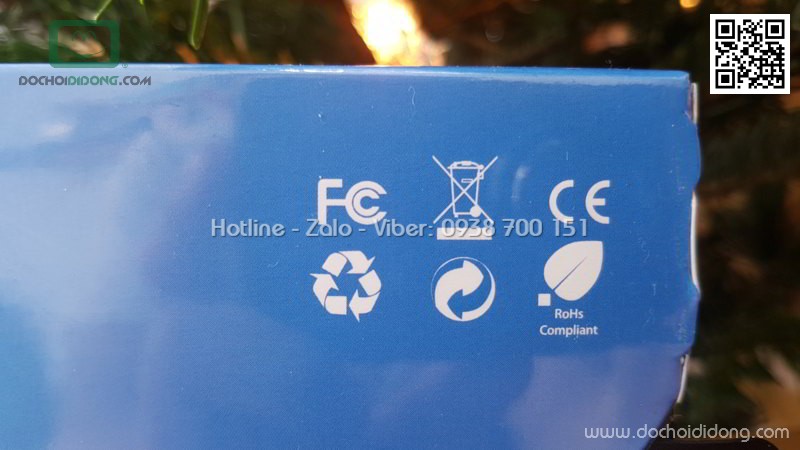 DOCHOIDIDONG.COM
FC CE
Hotline - Zalo - Viber: 0938 700 151
RoHs
Compliant
www.dochoididong.com